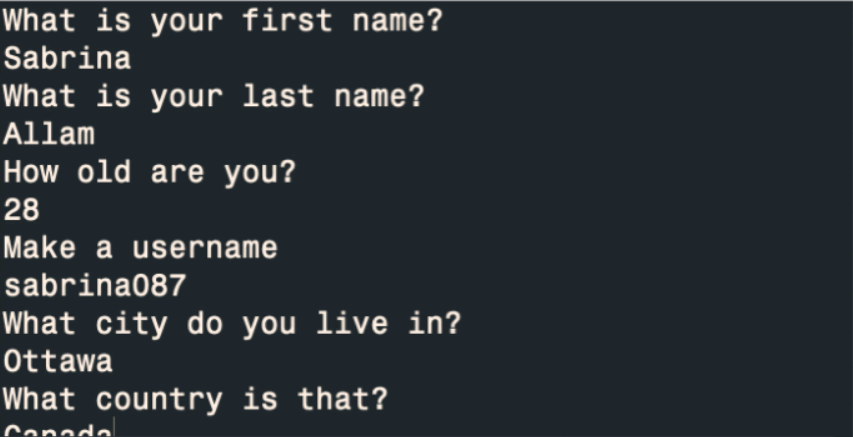 What is your first name?
Sabrina
What is your last name?
Allam
How old are you?
28
Make a username
sabrina087
What city do you live in?
Ottawa
What country is that?
Canada